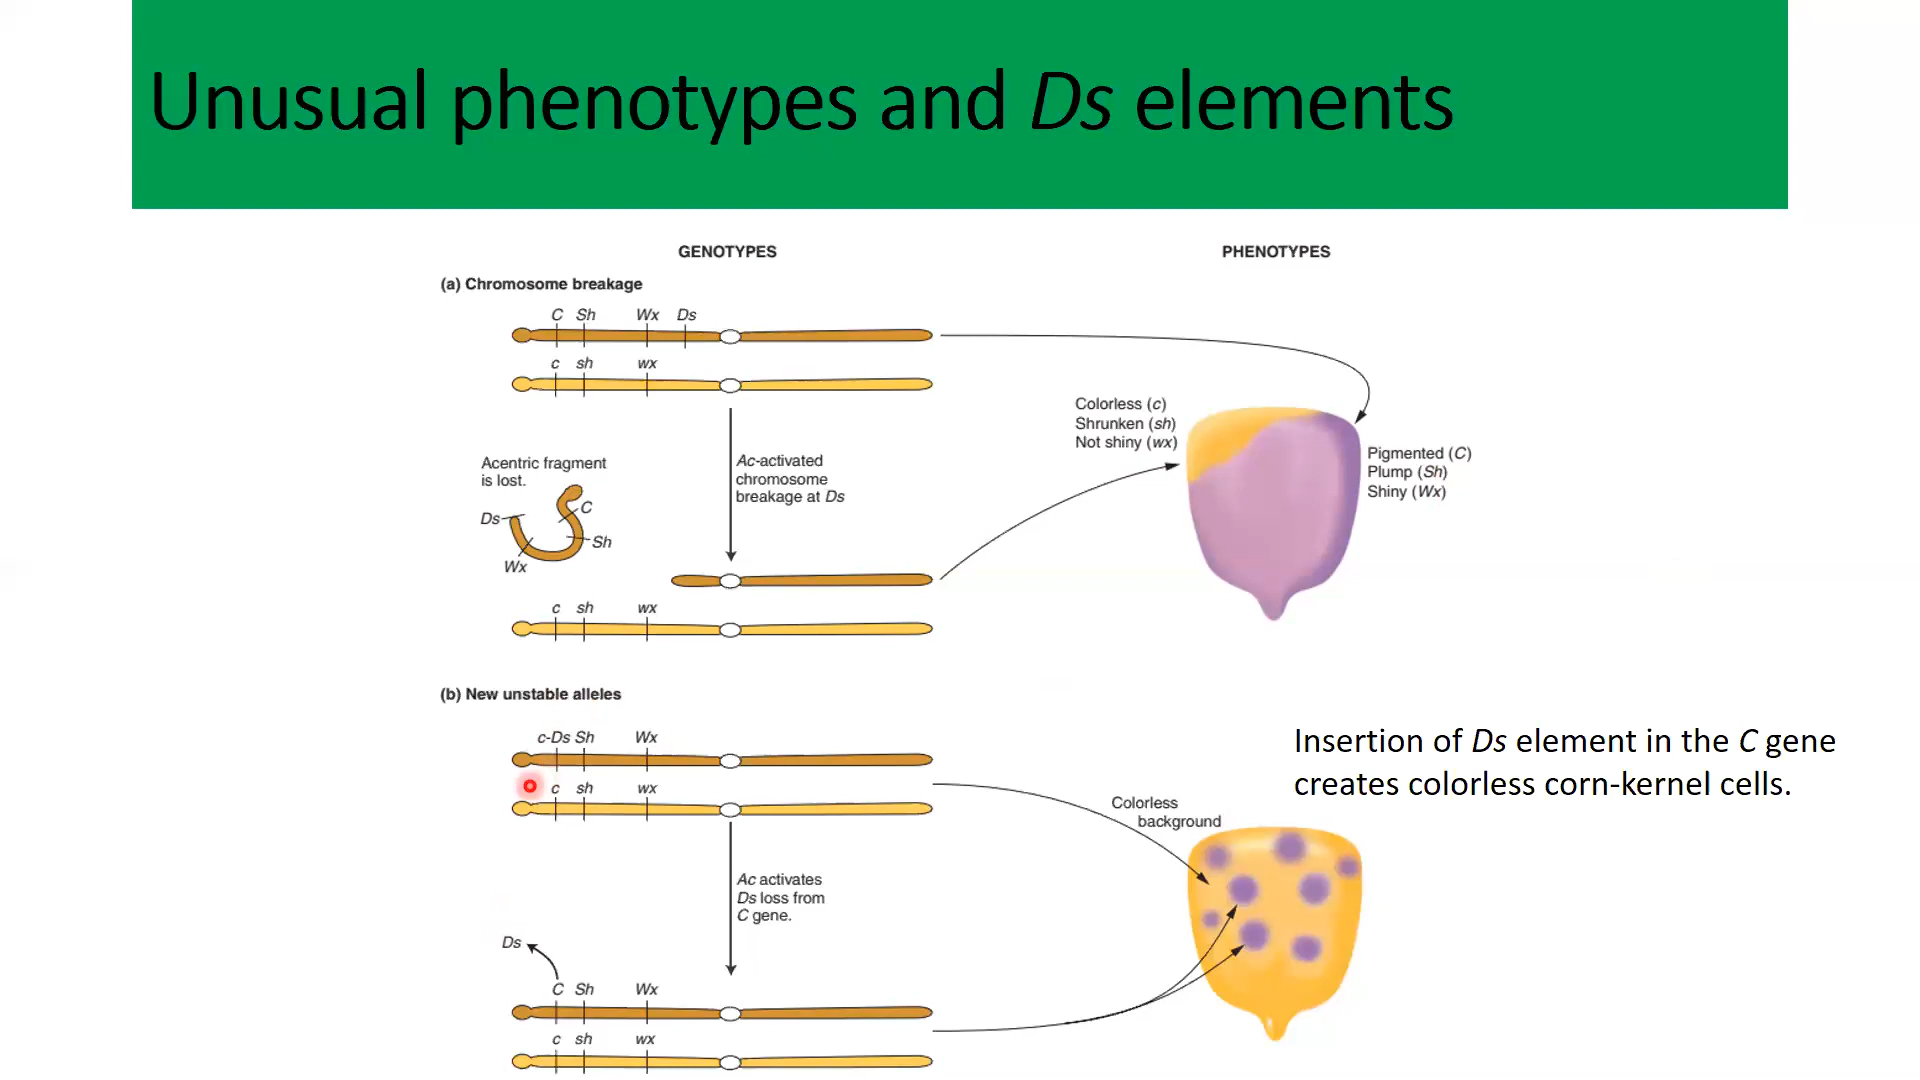 Unusual phenotypes and Ds elements
GENOTYPES
PHENOTYPES
(a) Chromosome breakage
C Sh Wx Ds
c sh wx
Colorless (c)
Shrunken (sh)
Not shiny (wx)
Pigmented (C)
Plump (Sh)
Shiny (Wx)
Acentric fragment
is lost.
Ds
C
Sh
Wx
Ac-activated
chromosome
breakage at Ds
c sh wx
(b) New unstable alleles
c-Ds Sh Wx
c sh wx
Insertion of Ds element in the C gene
creates colorless corn-kernel cells.
Colorless
background
Ac activates
Ds loss from
C gene.
Ds
C Sh Wx
c sh wx